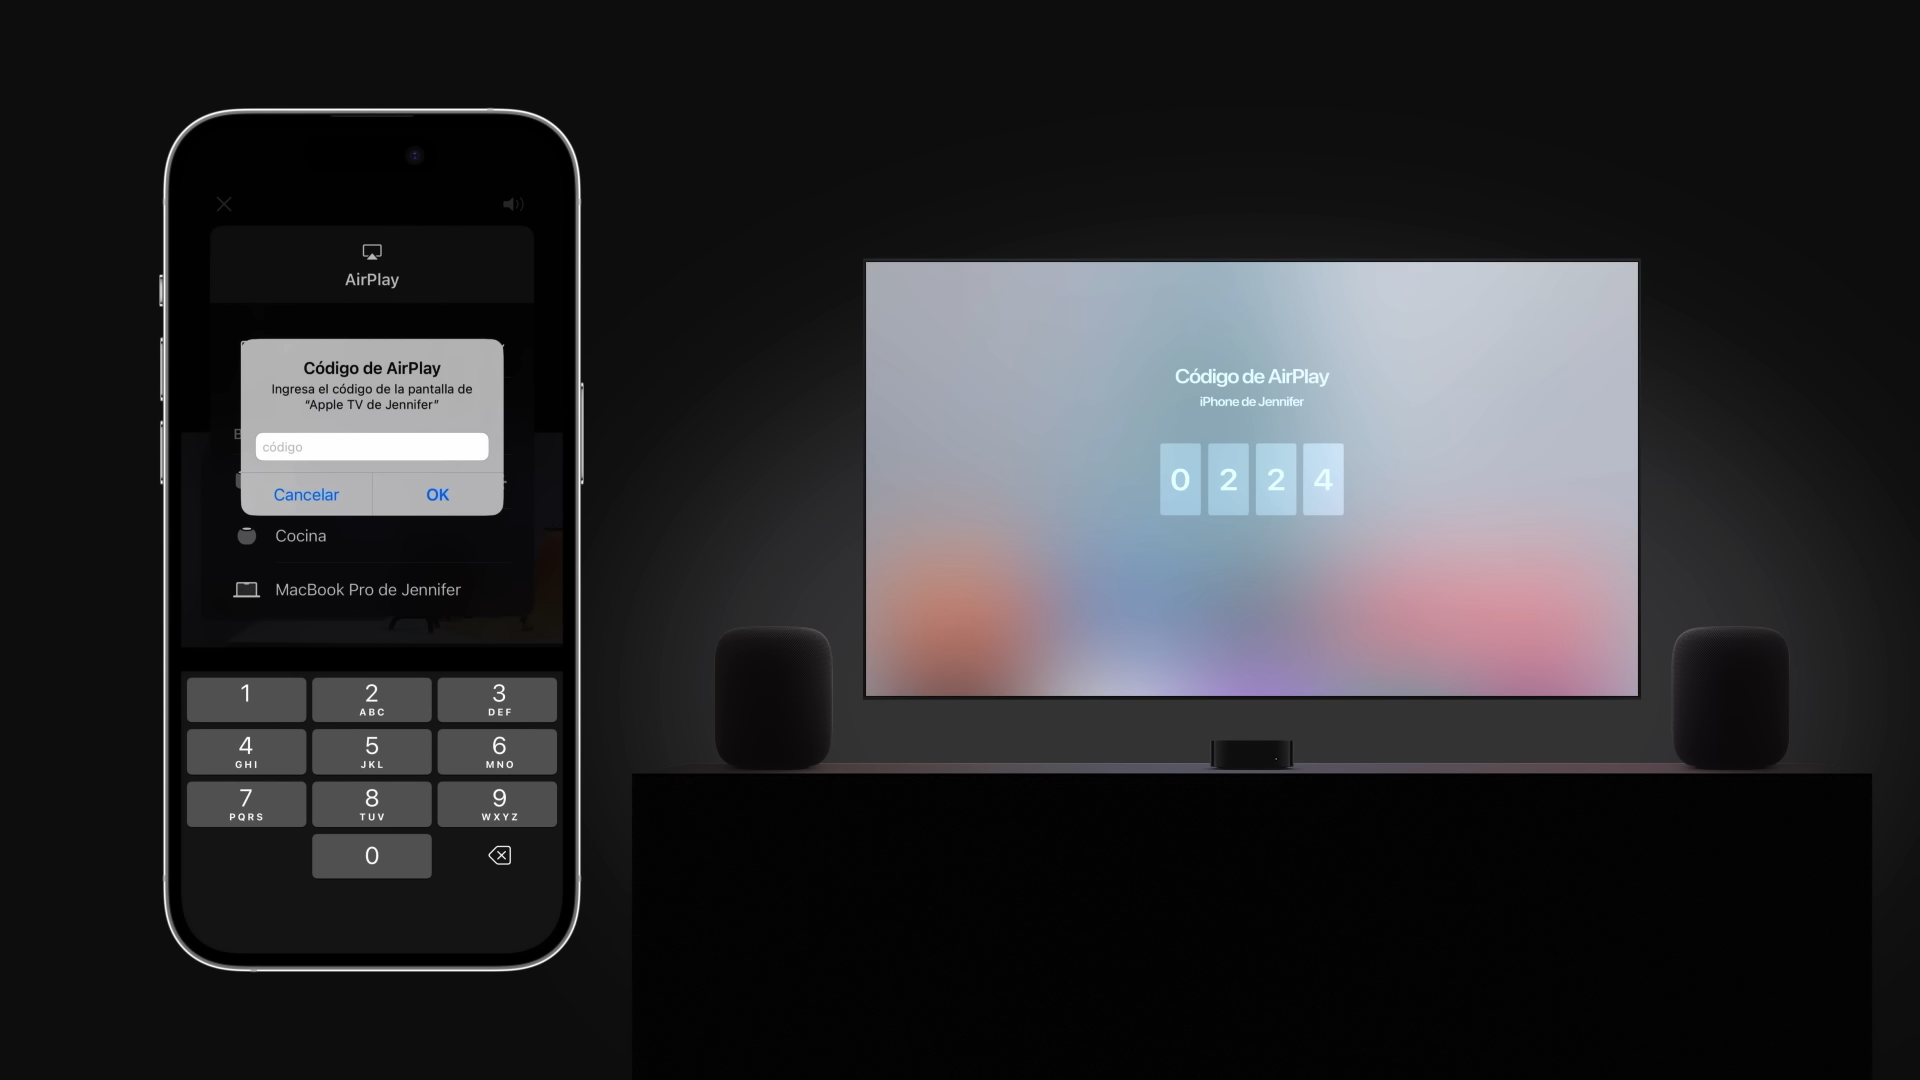 AirPlay
Código de AirPlay
Ingresa el código de la pantalla de
“Apple TV de Jennifer”
código
Cancelar
OK
Cocina
MacBook Pro de Jennifer
1
2
ABC
3
DEF
4
GHI
5
JKL
6
MNO
7
PQRS
8
TUV
9
WXYZ
0
Código de AirPlay
iPhone de Jennifer
0 2 2 4